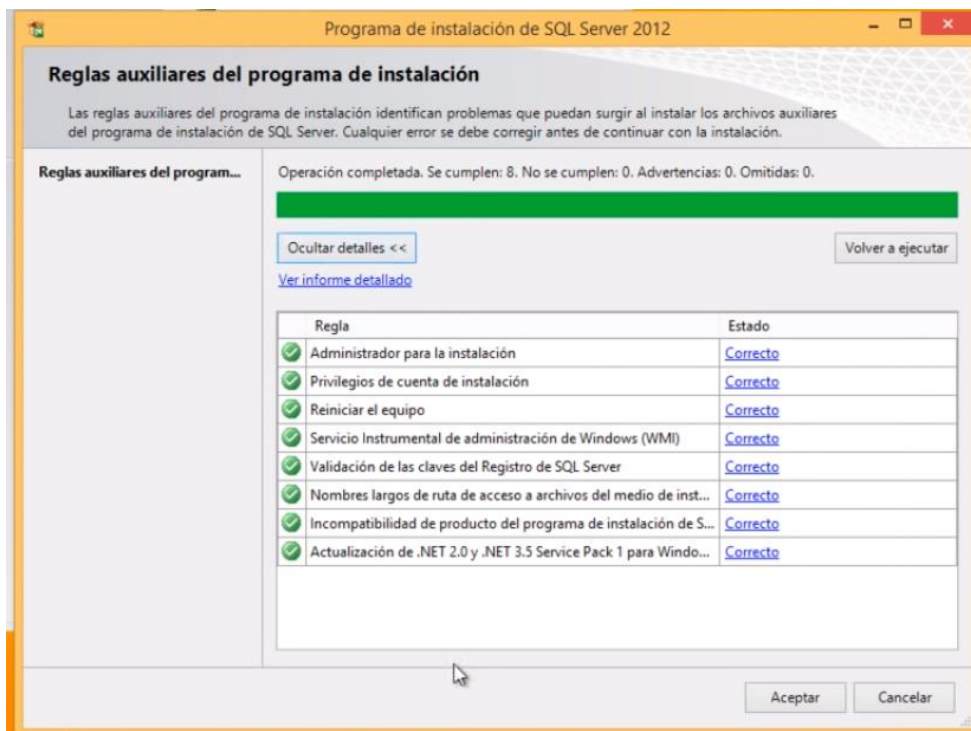 Programa de instalación de SQL Server 2012
Reglas auxiliares del programa de instalación
Las reglas auxiliares del programa de instalación identifican problemas que puedan surgir al instalar los archivos auxiliares
del programa de instalación de SQL Server. Cualquier error se debe corregir antes de continuar con la instalación.
Reglas auxiliares del program...
Operación completada. Se cumplen: 8. No se cumplen: 0. Advertencias: 0. Omitidas: 0.
Ocultar detalles <<
Volver a ejecutar
Ver informe detallado
Regla Estado
Administrador para la instalación Correcto
Privilegios de cuenta de instalación Correcto
Reiniciar el equipo Correcto
Servicio Instrumental de administración de Windows (WMI) Correcto
Validación de las claves del Registro de SQL Server Correcto
Nombres largos de ruta de acceso a archivos del medio de inst... Correcto
Incompatibilidad de producto del programa de instalación de S... Correcto
Actualización de .NET 2.0 y .NET 3.5 Service Pack 1 para Windo... Correcto
Aceptar Cancelar